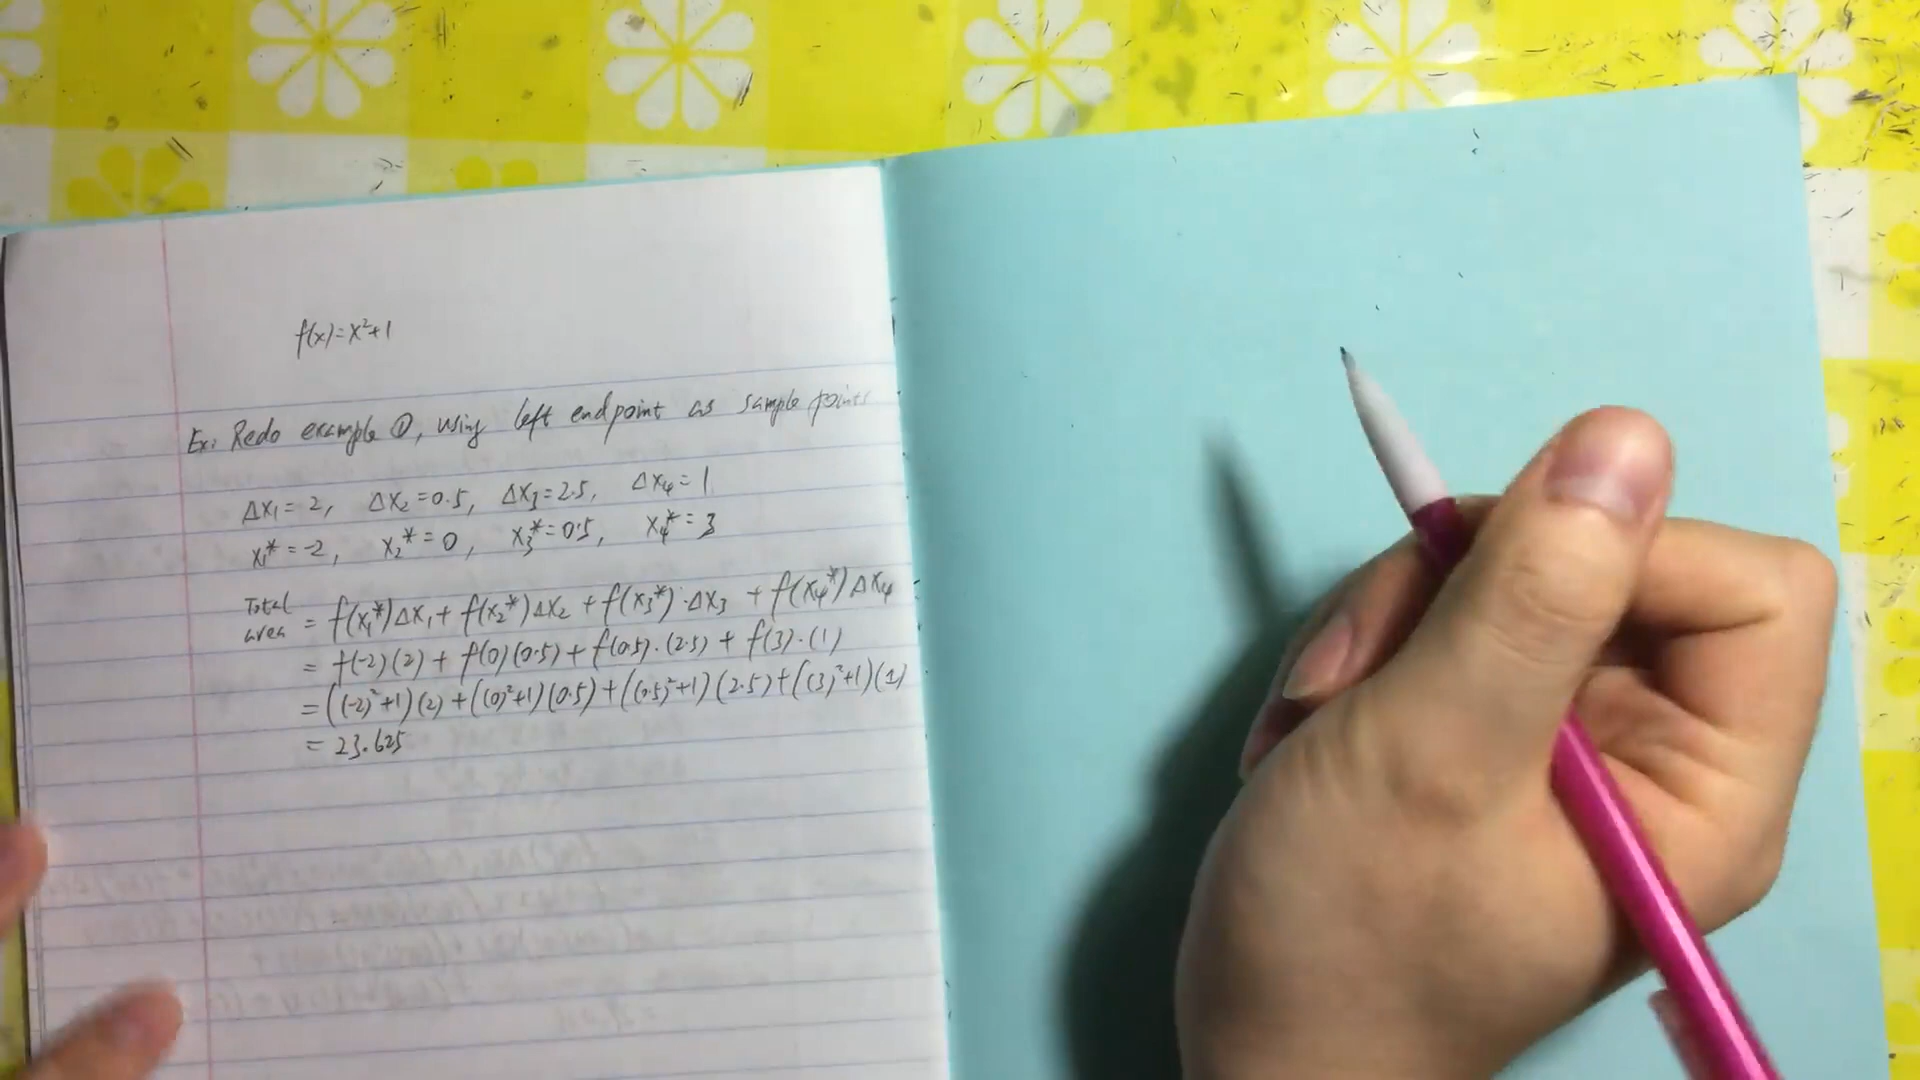 f(x)=x²+1
Ex: Redo example ①, using left endpoint as sample points
Δx₁=2, Δx₂=0.5, Δx₃=2.5, Δx₄=1
x₁*=-2, x₂*=0, x₃*=0.5, x₄*=3
Total area = f(x₁*)Δx₁+f(x₂*)Δx₂+f(x₃*)·Δx₃+f(x₄*)Δx₄
= f(-2)(2)+f(0)(0.5)+f(0.5)·(2.5)+f(3)·(1)
= ((-2)²+1)(2)+((0)²+1)(0.5)+((0.5)²+1)(2.5)+((3)²+1)(1)
= 23.625